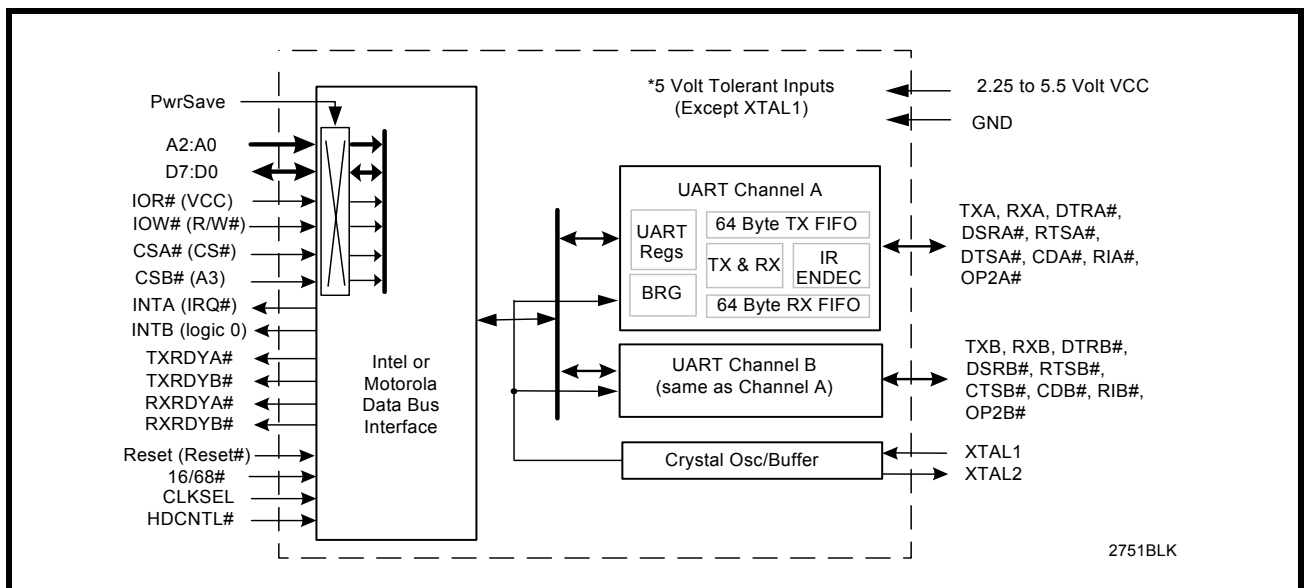 PwrSave
A2:A0
D7:D0
IOR# (VCC)
IOW# (R/W#)
CSA# (CS#)
CSB# (A3)
INTA (IRQ#)
INTB (logic 0)
TXRDYA#
TXRDYB#
RXRDYA#
RXRDYB#
Reset (Reset#)
16/68#
CLKSEL
HDCNTL#
Intel or
Motorola
Data Bus
Interface
*5 Volt Tolerant Inputs
(Except XTAL1)
2.25 to 5.5 Volt VCC
GND
UART Channel A
UART
Regs
BRG
64 Byte TX FIFO
TX & RX
IR
ENDEC
64 Byte RX FIFO
TXA, RXA, DTRA#,
DSRA#, RTSA#,
DTSA#, CDA#, RIA#,
OP2A#
UART Channel B
(same as Channel A)
TXB, RXB, DTRB#,
DSRB#, RTSB#,
CTSB#, CDB#, RIB#,
OP2B#
Crystal Osc/Buffer
XTAL1
XTAL2
2751BLK